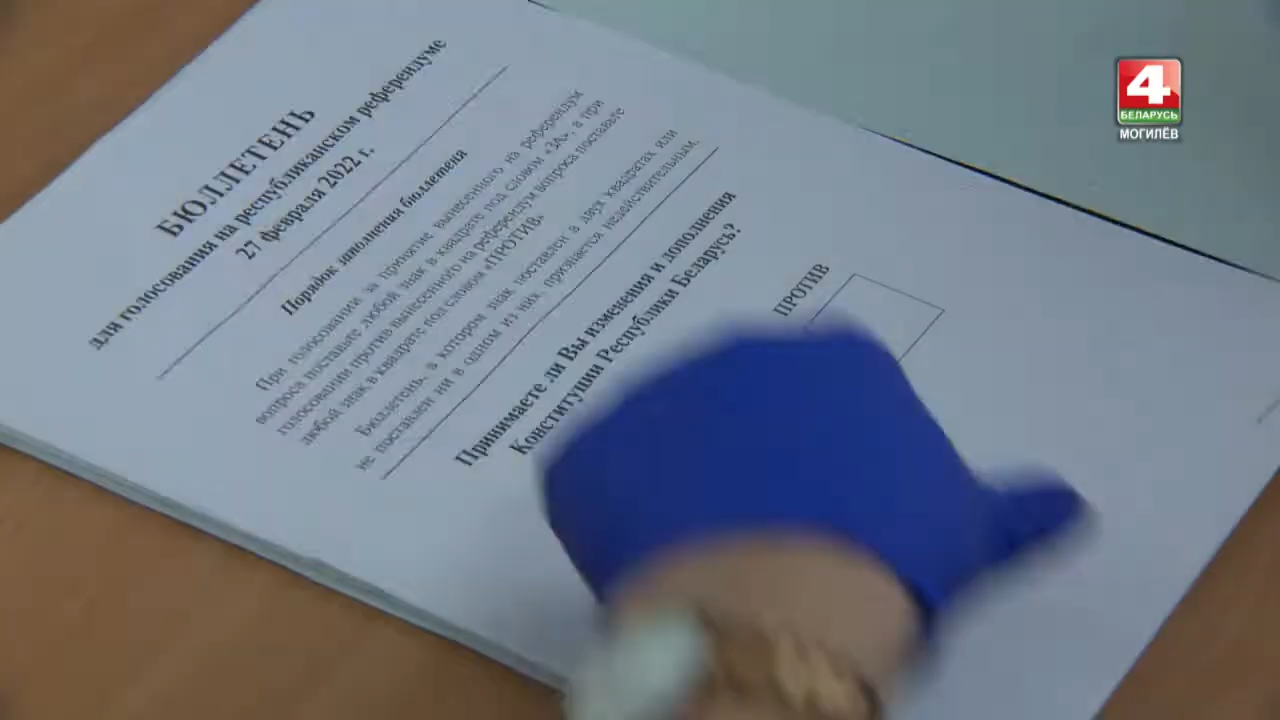 БЮЛЛЕТЕНЬ
для голосования на республиканском референдуме
27 февраля 2022 г.
Порядок заполнения бюллетеня
При голосовании за принятие вынесенного на референдум
вопроса поставьте любой знак в квадрате под словом «ЗА», а при
голосовании против вынесенного на референдум вопроса поставьте
любой знак в квадрате под словом «ПРОТИВ»
Бюллетень, в котором знак поставлен в двух квадратах или
не поставлен ни в одном из них, признается недействительным.
Принимаете ли Вы изменения и дополнения
Конституции Республики Беларусь?
ПРОТИВ
4
БЕЛАРУСЬ
МОГИЛЁВ